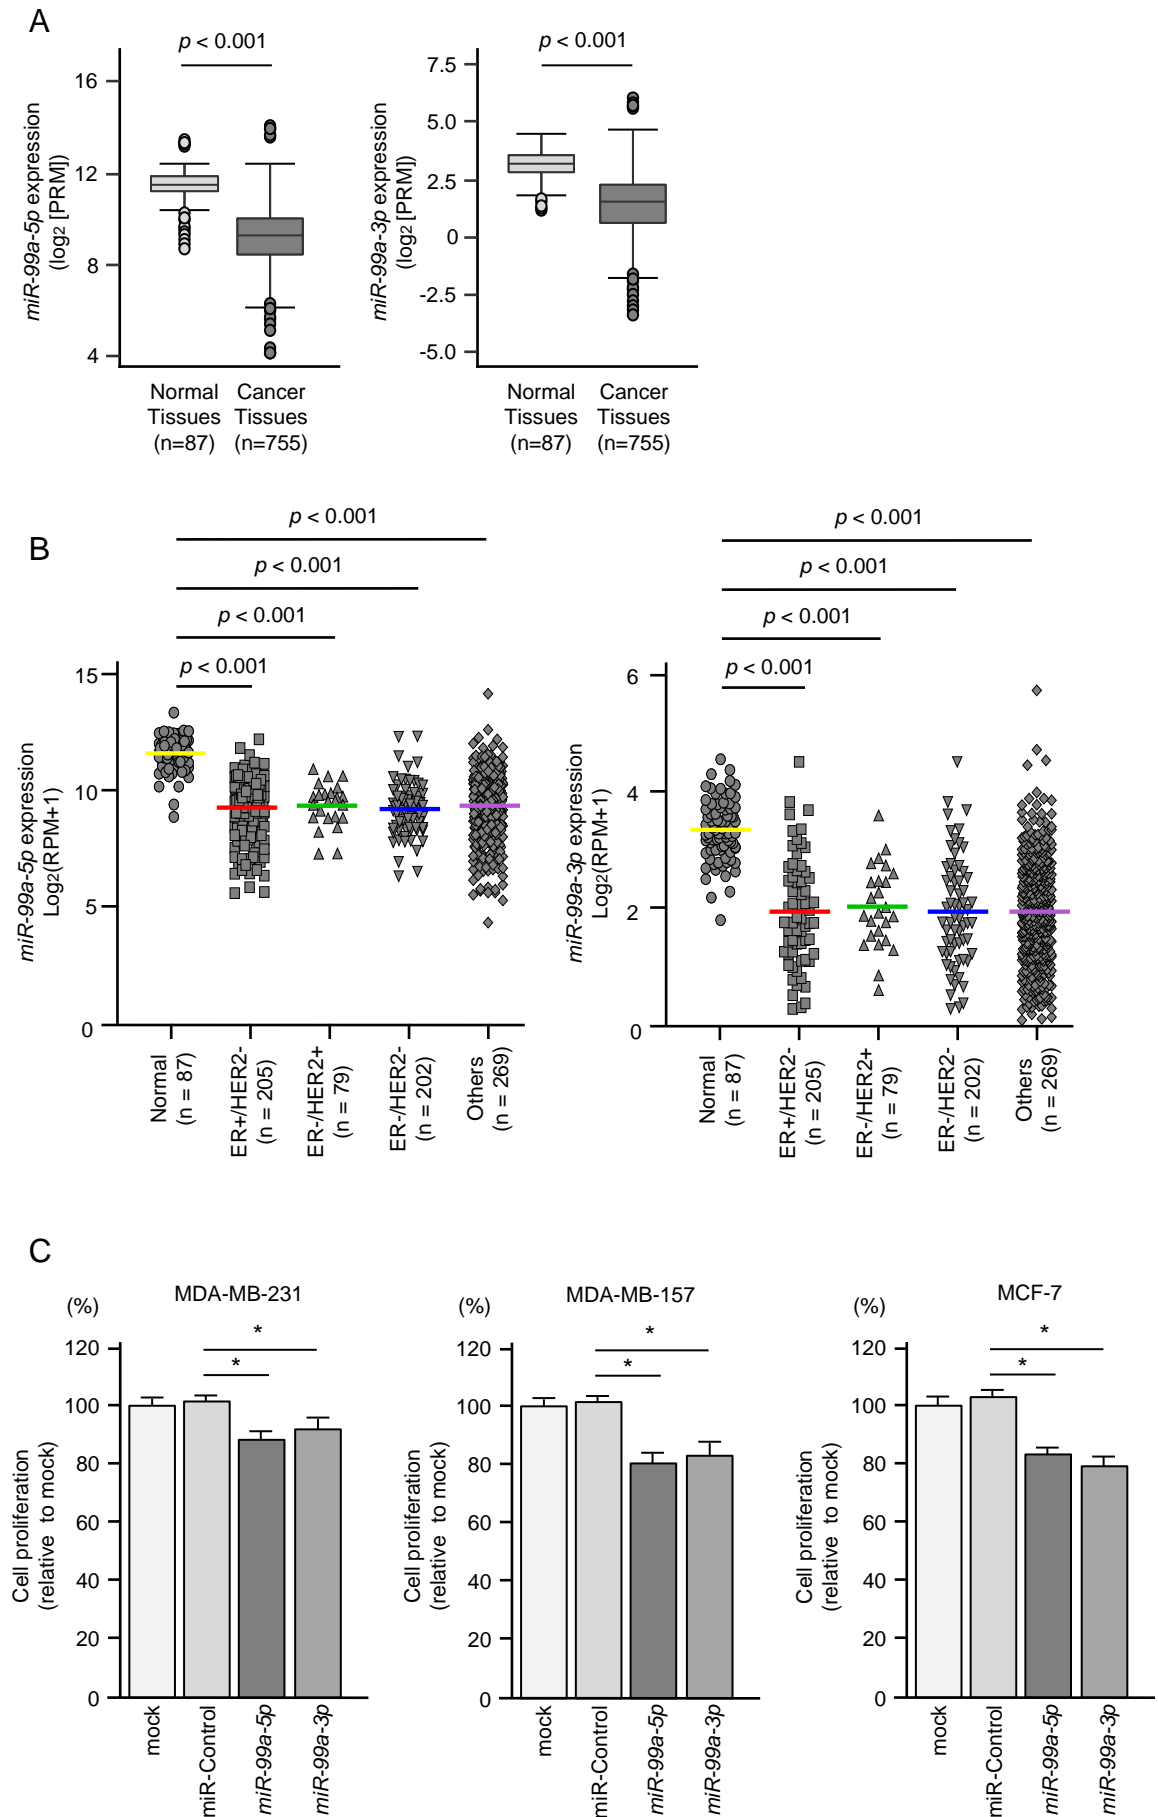 A
p < 0.001
16
12
8
4
miR-99a-5p expression
(log2 [PRM])
Normal
Tissues
(n=87)
Cancer
Tissues
(n=755)
p < 0.001
7.5
5.0
2.5
0
-2.5
-5.0
miR-99a-3p expression
(log2 [PRM])
Normal
Tissues
(n=87)
Cancer
Tissues
(n=755)
B
p < 0.001
p < 0.001
p < 0.001
p < 0.001
15
10
5
0
miR-99a-5p expression
Log2(RPM+1)
Normal
(n = 87)
ER+/HER2-
(n = 205)
ER-/HER2+
(n = 79)
ER-/HER2-
(n = 202)
Others
(n = 269)
p < 0.001
p < 0.001
p < 0.001
p < 0.001
6
4
2
0
miR-99a-3p expression
Log2(RPM+1)
Normal
(n = 87)
ER+/HER2-
(n = 205)
ER-/HER2+
(n = 79)
ER-/HER2-
(n = 202)
Others
(n = 269)
C
MDA-MB-231
(%)
*
*
120
100
80
60
40
20
0
Cell proliferation
(relative to mock)
mock
miR-Control
miR-99a-5p
miR-99a-3p
MDA-MB-157
(%)
*
*
120
100
80
60
40
20
0
Cell proliferation
(relative to mock)
mock
miR-Control
miR-99a-5p
miR-99a-3p
MCF-7
(%)
*
*
120
100
80
60
40
20
0
Cell proliferation
(relative to mock)
mock
miR-Control
miR-99a-5p
miR-99a-3p